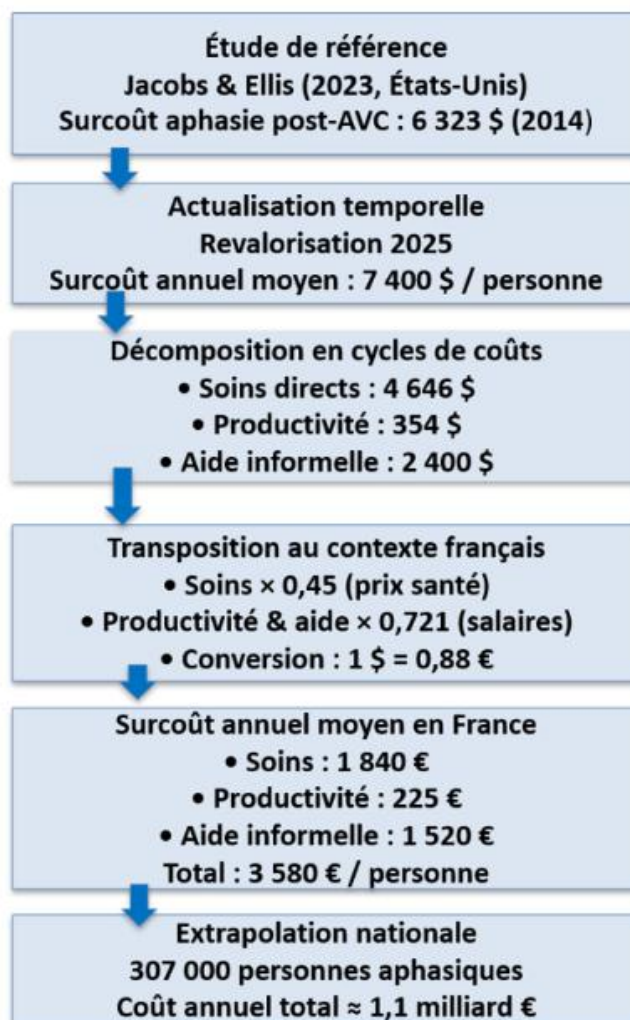 Étude de référence
Jacobs & Ellis (2023, États-Unis)
Surcoût aphasie post-AVC : 6 323 $ (2014)
Actualisation temporelle
Revalorisation 2025
Surcoût annuel moyen : 7 400 $ / personne
Décomposition en cycles de coûts
• Soins directs : 4 646 $
• Productivité : 354 $
• Aide informelle : 2 400 $
Transposition au contexte français
• Soins × 0,45 (prix santé)
• Productivité & aide × 0,721 (salaires)
• Conversion : 1 $ = 0,88 €
Surcoût annuel moyen en France
• Soins : 1 840 €
• Productivité : 225 €
• Aide informelle : 1 520 €
Total : 3 580 € / personne
Extrapolation nationale
307 000 personnes aphasiques
Coût annuel total ≈ 1,1 milliard €